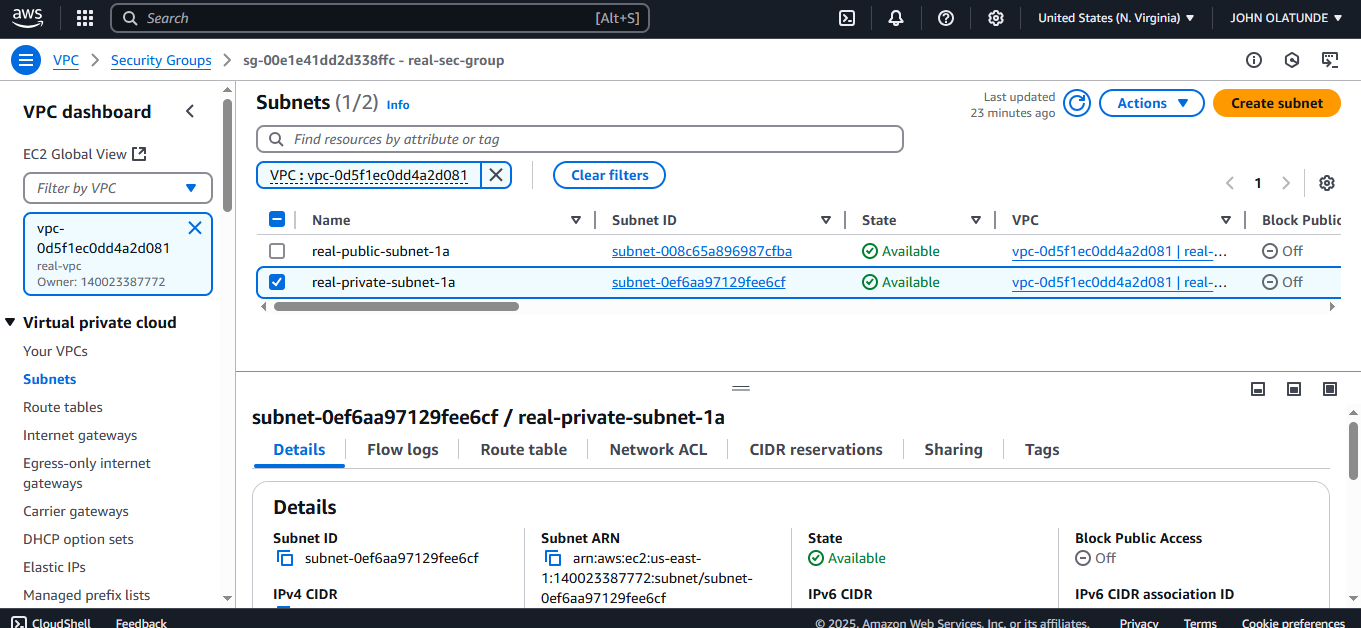 aws
Search [Alt+S]
United States (N. Virginia) JOHN OLATUNDE
VPC Security Groups sg-00e1e41dd2d338ffc - real-sec-group
VPC dashboard
EC2 Global View
Filter by VPC
vpc-
0d5f1ec0dd4a2d081
real-vpc
Owner: 140023387772
Virtual private cloud
Your VPCs
Subnets
Route tables
Internet gateways
Egress-only internet
gateways
Carrier gateways
DHCP option sets
Elastic IPs
Managed prefix lists
Subnets (1/2) Info
Last updated
23 minutes ago
Actions
Create subnet
Find resources by attribute or tag
VPC : vpc-0d5f1ec0dd4a2d081
Clear filters
1
Name Subnet ID State VPC Block Public
real-public-subnet-1a subnet-008c65a896987cfba Available vpc-0d5f1ec0dd4a2d081 | real-... Off
real-private-subnet-1a subnet-0ef6aa97129fee6cf Available vpc-0d5f1ec0dd4a2d081 | real-... Off
subnet-0ef6aa97129fee6cf / real-private-subnet-1a
Details Flow logs Route table Network ACL CIDR reservations Sharing Tags
Details
Subnet ID
subnet-0ef6aa97129fee6cf
IPv4 CIDR
Subnet ARN
arn:aws:ec2:us-east-
1:140023387772:subnet/subnet-
0ef6aa97129fee6cf
State
Available
IPv6 CIDR
Block Public Access
Off
IPv6 CIDR association ID
CloudShell Feedback © 2025, Amazon Web Services, Inc. or its affiliates. Privacy Terms Cookie preferences